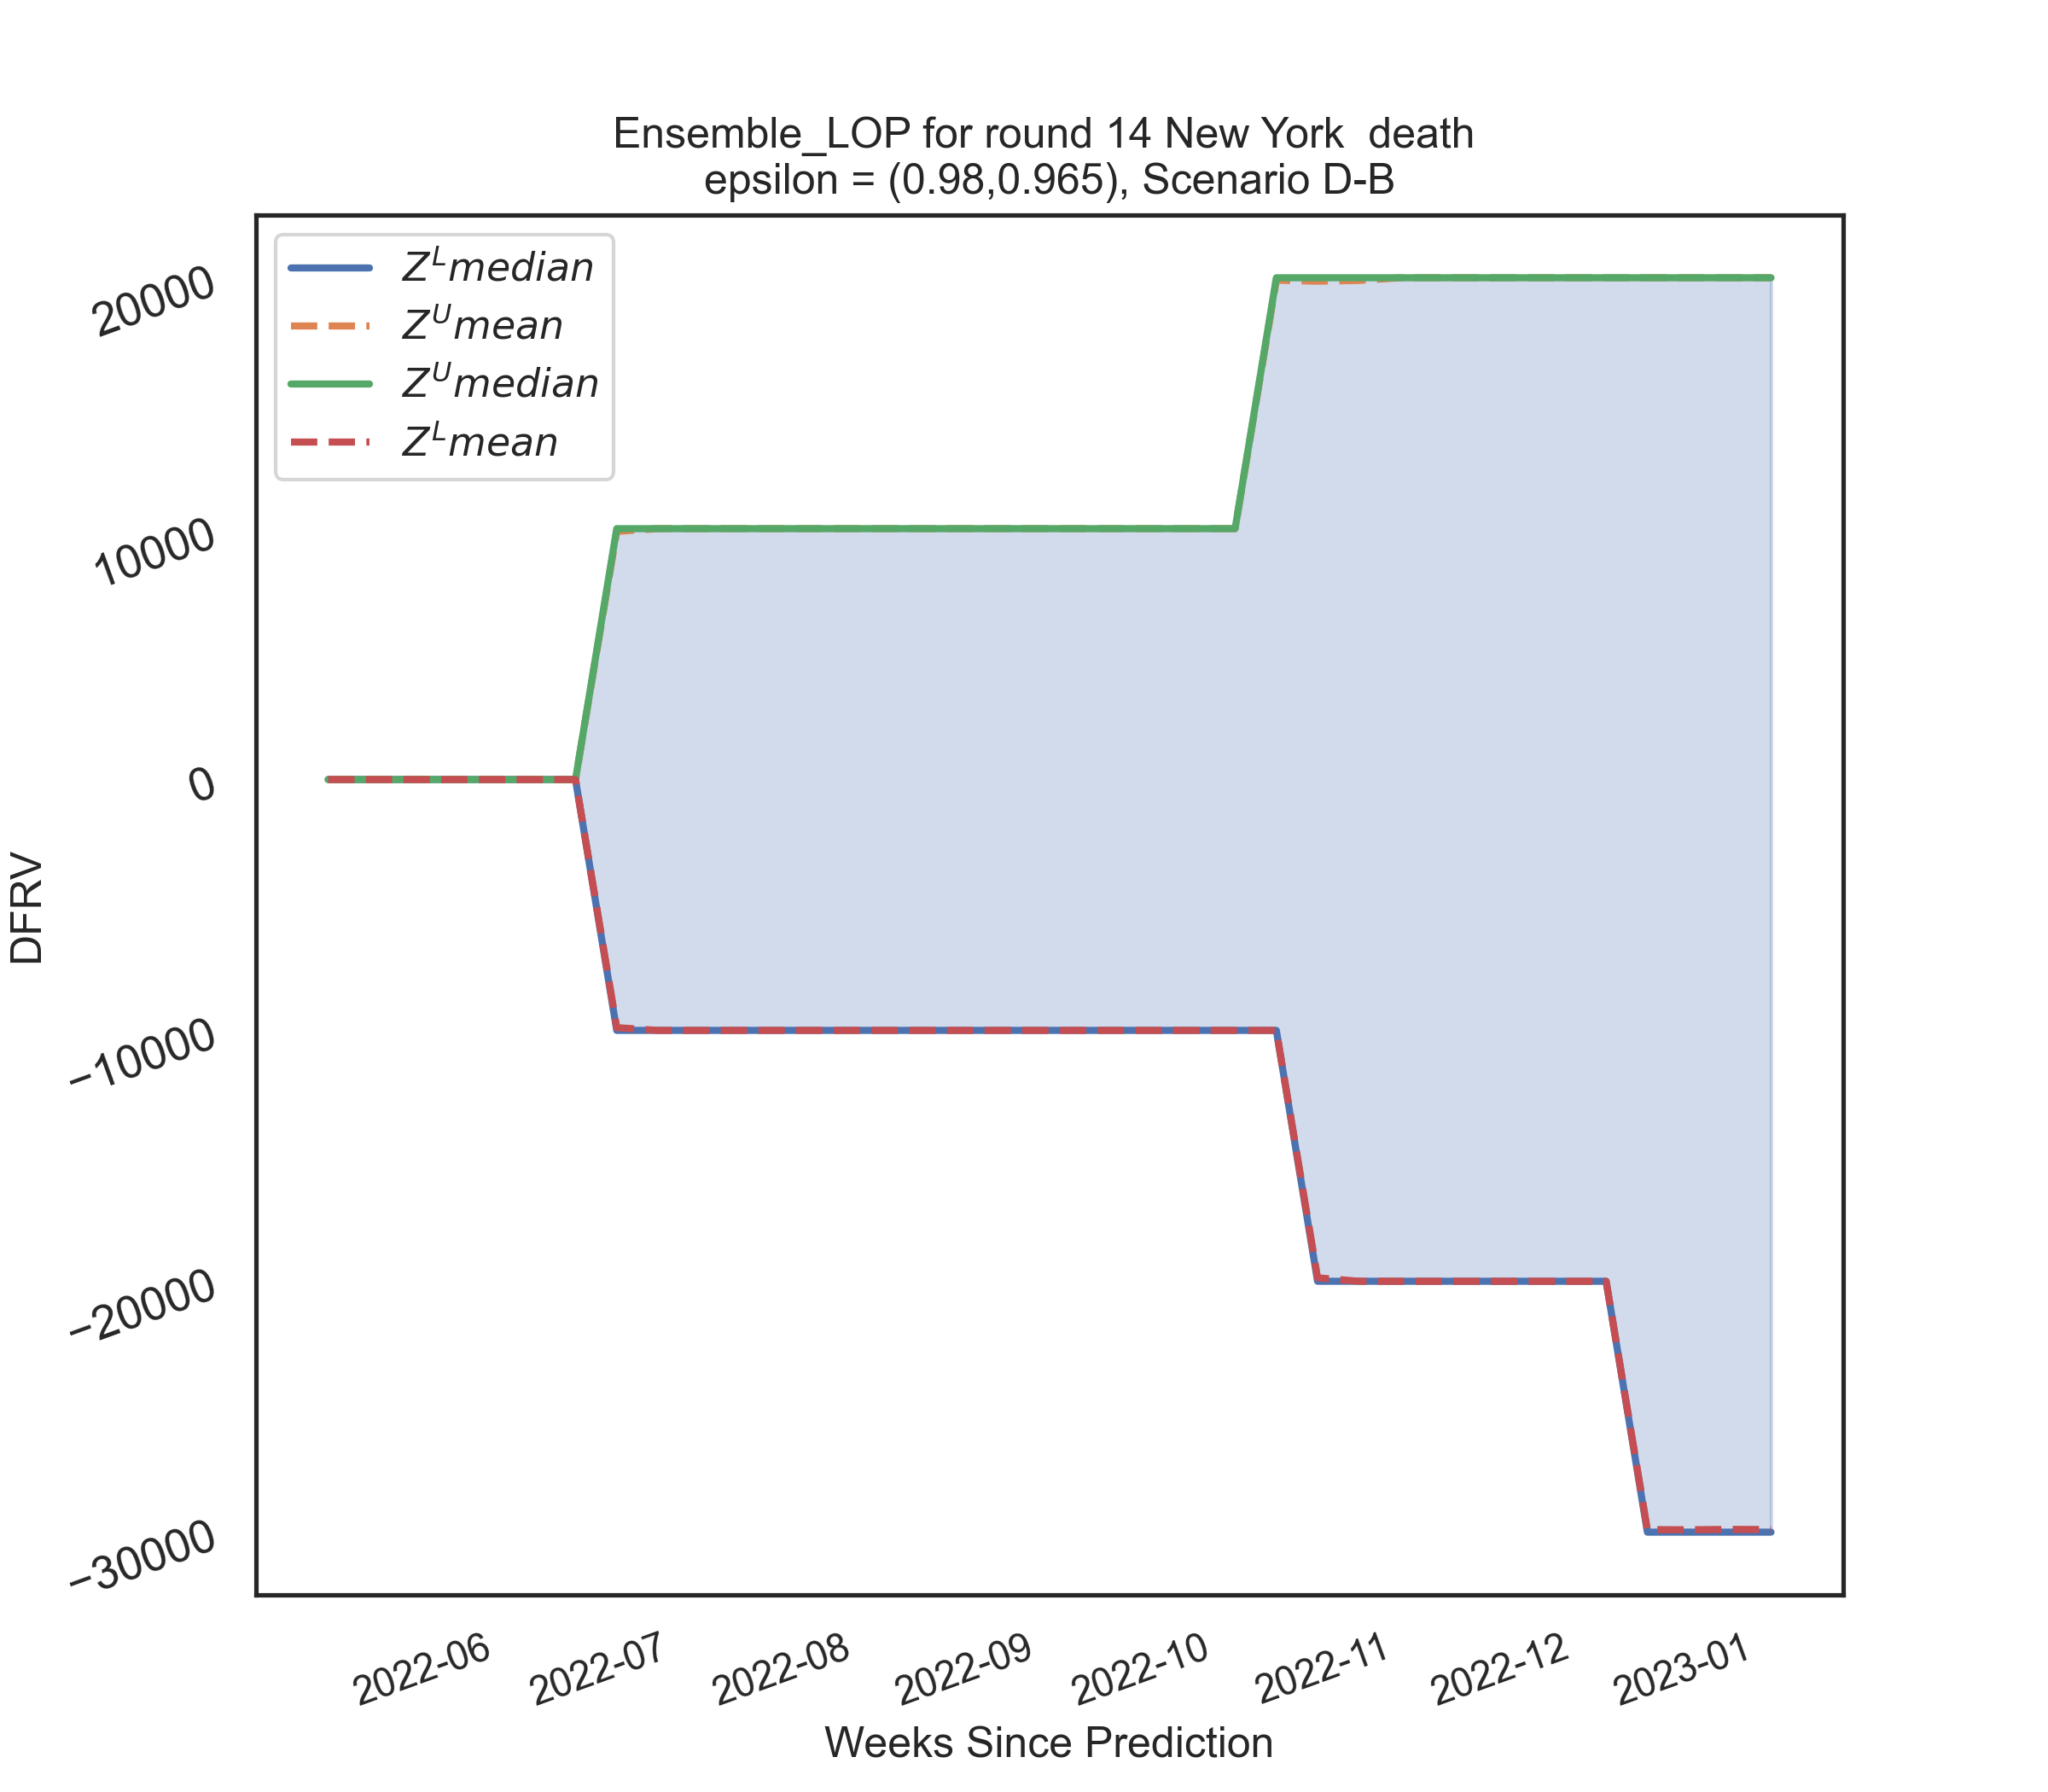 Ensemble_LOP for round 14 New York  death
epsilon = (0.98,0.965), Scenario D-B
Z^L median
Z^U mean
Z^U median
Z^L mean
20000
10000
0
−10000
−20000
−30000
DFRV
2022-06
2022-07
2022-08
2022-09
2022-10
2022-11
2022-12
2023-01
Weeks Since Prediction